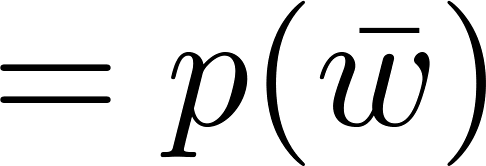 = p(w̄)